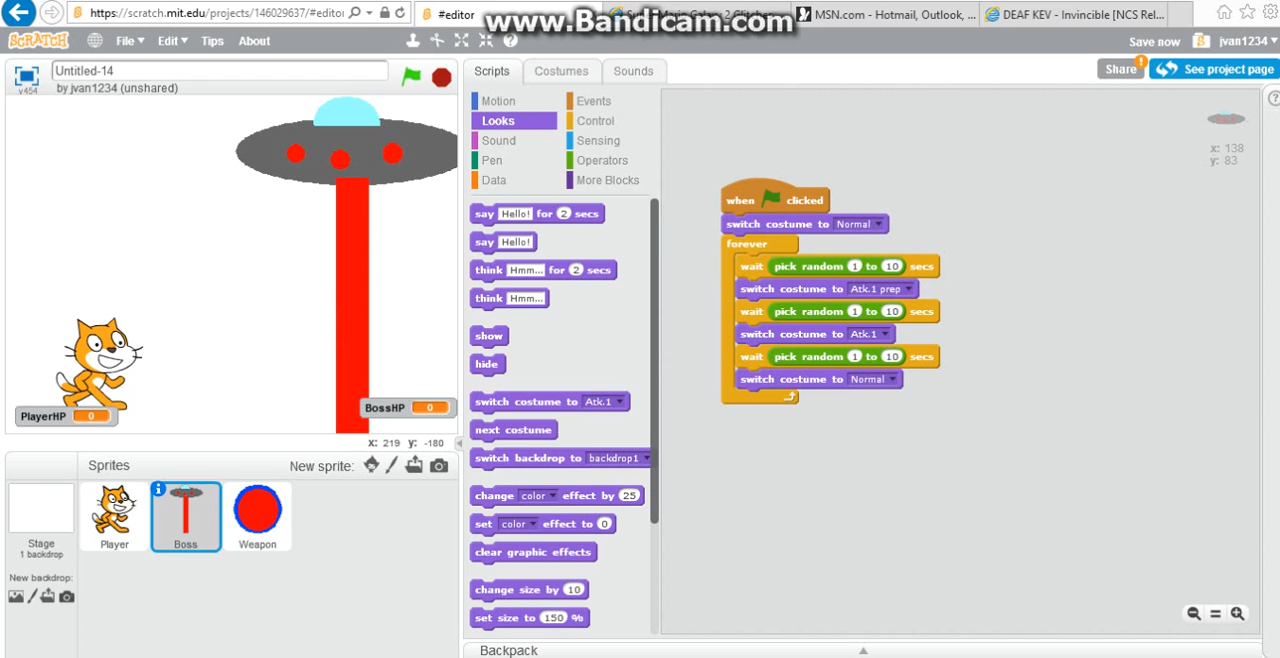 https://scratch.mit.edu/projects/146029637/#editor
#editor
www.Bandicam.com
MSN.com - Hotmail, Outlook, ...
DEAF KEV - Invincible [NCS Rel...
SCRATCH
File
Edit
Tips
About
Save now
jvan1234
Untitled-14
by jvan1234 (unshared)
v454
Scripts
Costumes
Sounds
Share
See project page
Motion
Events
Looks
Control
Sound
Sensing
Pen
Operators
Data
More Blocks
x: 138
y: 83
say Hello! for 2 secs
say Hello!
think Hmm... for 2 secs
think Hmm...
show
hide
switch costume to Atk.1
next costume
switch backdrop to backdrop1
change color effect by 25
set color effect to 0
clear graphic effects
change size by 10
set size to 150 %
when clicked
switch costume to Normal
forever
wait pick random 1 to 10 secs
switch costume to Atk.1 prep
wait pick random 1 to 10 secs
switch costume to Atk.1
wait pick random 1 to 10 secs
switch costume to Normal
PlayerHP 0
BossHP 0
x: 219 y: -180
Sprites
New sprite:
Stage
1 backdrop
New backdrop:
Player
Boss
Weapon
Backpack